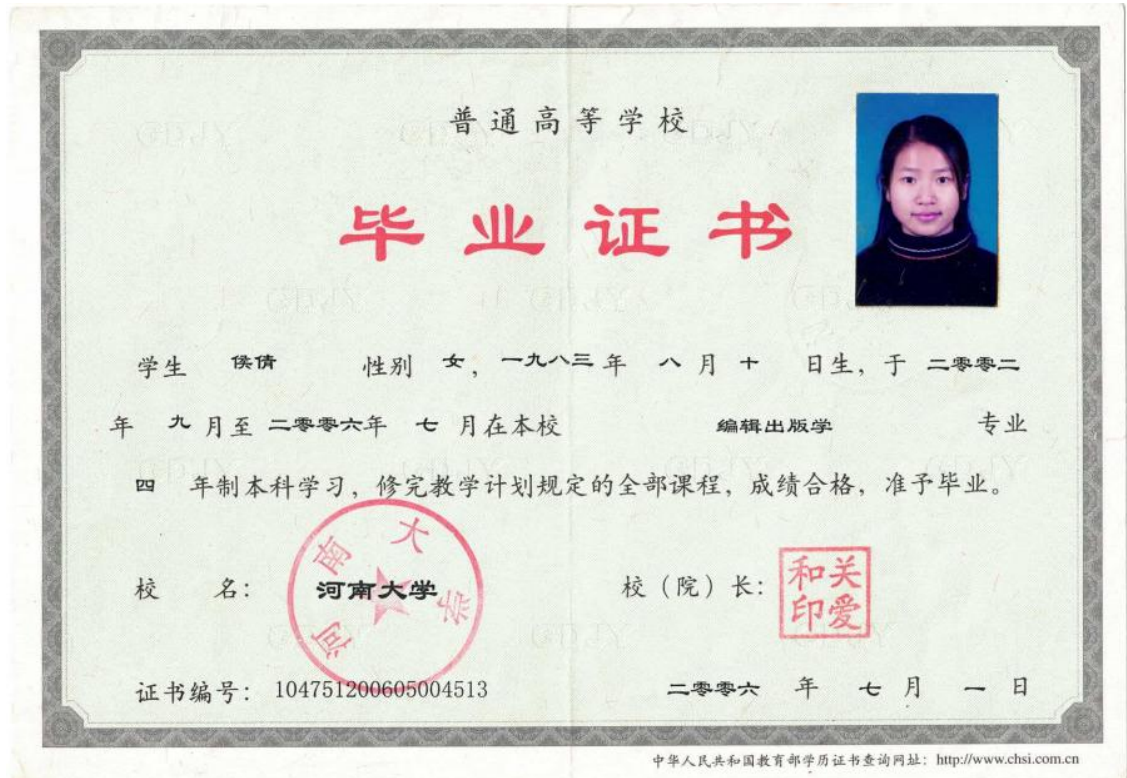 普通高等学校
毕业证书
学生 侯倩 性别 女，一九八三年 八月十 日生，于 二零零二
年 九月至二零零六年 七月在本校 编辑出版学 专业
四 年制本科学习，修完教学计划规定的全部课程，成绩合格，准予毕业。
校 名： 河南大学
河南大学
校（院）长：
关爱和印
证书编号：104751200605004513
二零零六 年 七月 一日
中华人民共和国教育部学历证书查询网址：http://www.chsi.com.cn